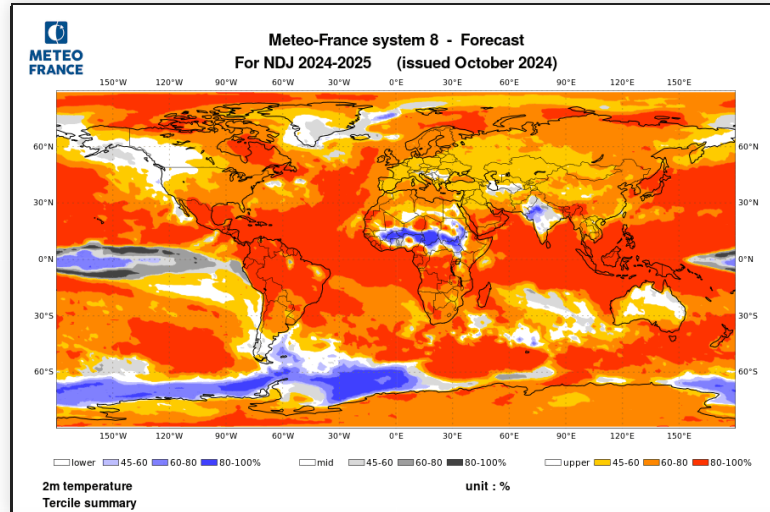 METEO
FRANCE
Meteo-France system 8 - Forecast
For NDJ 2024-2025 (issued October 2024)
150°W 120°W 90°W 60°W 30°W 0°E 30°E 60°E 90°E 120°E 150°E
60°N 60°N
30°N 30°N
0°N 0°N
30°S 30°S
60°S 60°S
150°W 120°W 90°W 60°W 30°W 0°E 30°E 60°E 90°E 120°E 150°E
lower 45-60 60-80 80-100% mid 45-60 60-80 80-100% upper 45-60 60-80 80-100%
2m temperature unit : %
Tercile summary